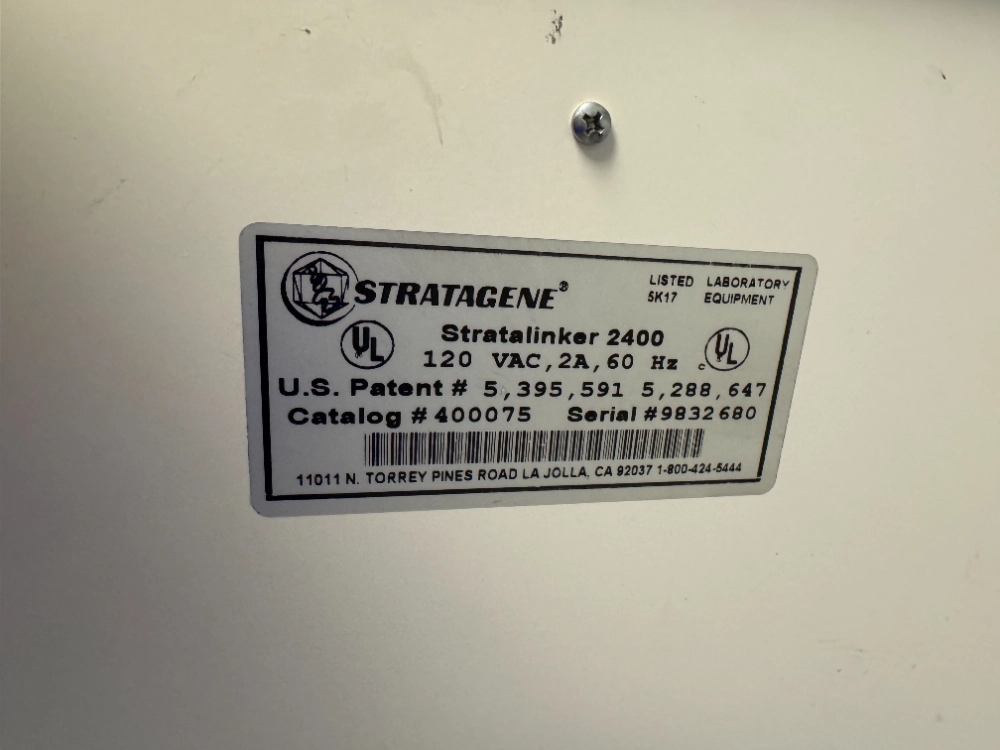 STRATAGENE®
LISTED LABORATORY
5K17 EQUIPMENT
UL
Stratalinker 2400
c UL
120 VAC, 2A, 60 Hz
U.S. Patent # 5,395,591 5,288,647
Catalog #400075 Serial #9832680
11011 N. TORREY PINES ROAD LA JOLLA, CA 92037 1-800-424-5444